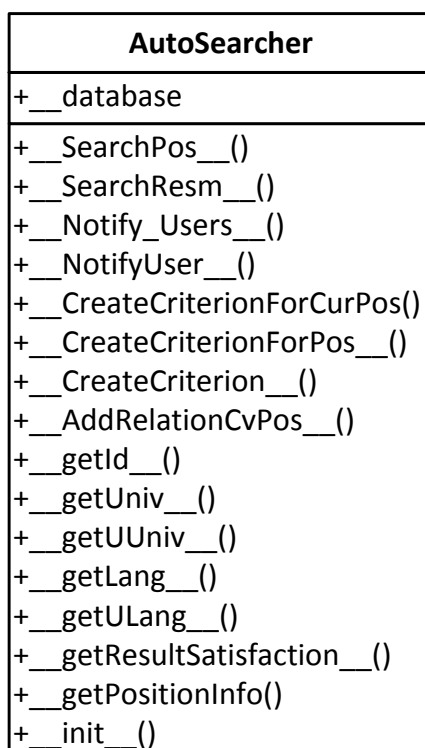 AutoSearcher
+__database
+__SearchPos__()
+__SearchResm__()
+__Notify_Users__()
+__NotifyUser__()
+__CreateCriterionForCurPos()
+__CreateCriterionForPos__()
+__CreateCriterion__()
+__AddRelationCvPos__()
+__getId__()
+__getUniv__()
+__getUUniv__()
+__getLang__()
+__getULang__()
+__getResultSatisfaction__()
+__getPositionInfo()
+__init__()